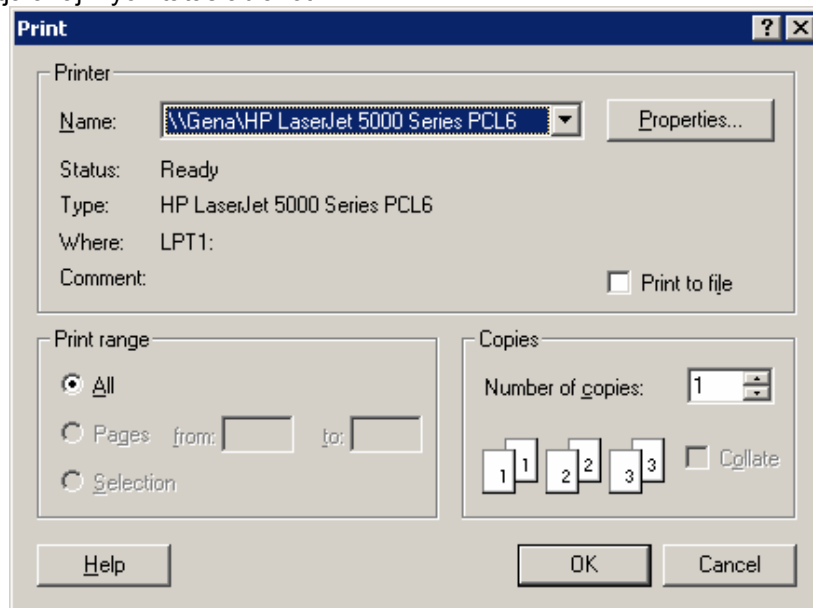 Print
Printer
Name: \\Gena\HP LaserJet 5000 Series PCL6 Properties...
Status: Ready
Type: HP LaserJet 5000 Series PCL6
Where: LPT1:
Comment: Print to file
Print range
All
Pages from: to:
Selection
Copies
Number of copies: 1
1 1 2 2 3 3 Collate
Help OK Cancel